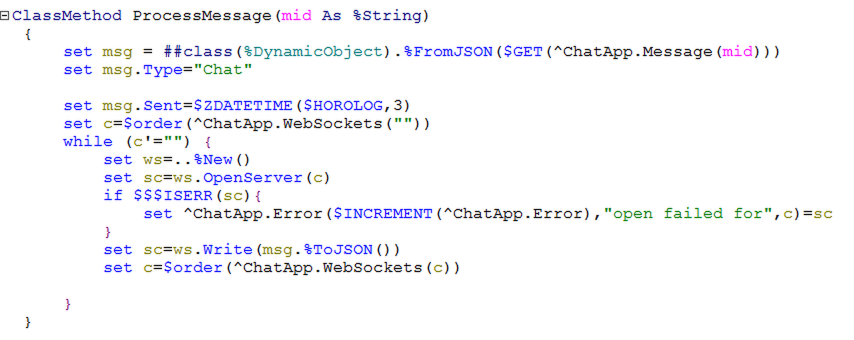 ClassMethod ProcessMessage(mid As %String)
{
set msg = ##class(%DynamicObject).%FromJSON($GET(^ChatApp.Message(mid)))
set msg.Type="Chat"
set msg.Sent=$ZDATETIME($HOROLOG,3)
set c=$order(^ChatApp.WebSockets(""))
while (c'="") {
set ws=..%New()
set sc=ws.OpenServer(c)
if $$$ISERR(sc){
set ^ChatApp.Error($INCREMENT(^ChatApp.Error),"open failed for",c)=sc
}
set sc=ws.Write(msg.%ToJSON())
set c=$order(^ChatApp.WebSockets(c))
}
}